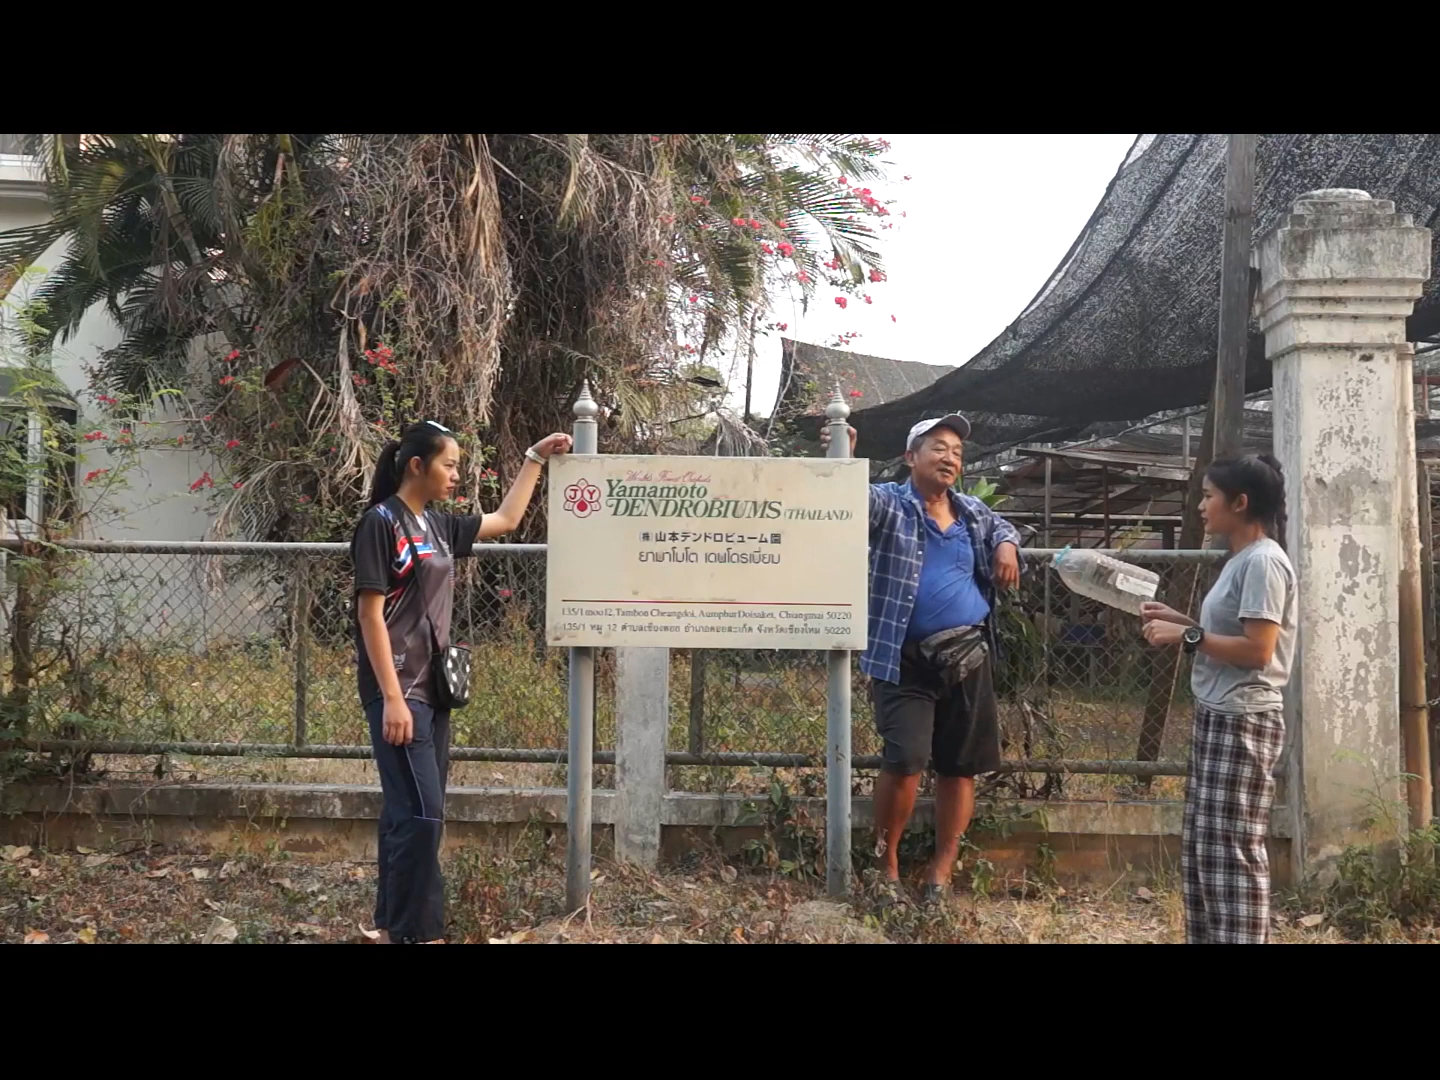 World's Finest Orchids
JY
Yamamoto
DENDROBIUMS (THAILAND)
(株) 山本デンドロビューム園
ยามาโมโต เดนโดรเบี้ยม
135/1 moo 12, Tambon Cheungdoi, Aumphur Doisaket, Chiangmai 50220
135/1 หมู่ 12 ตำบลเชิงดอย อำเภอดอยสะเก็ด จังหวัดเชียงใหม่ 50220